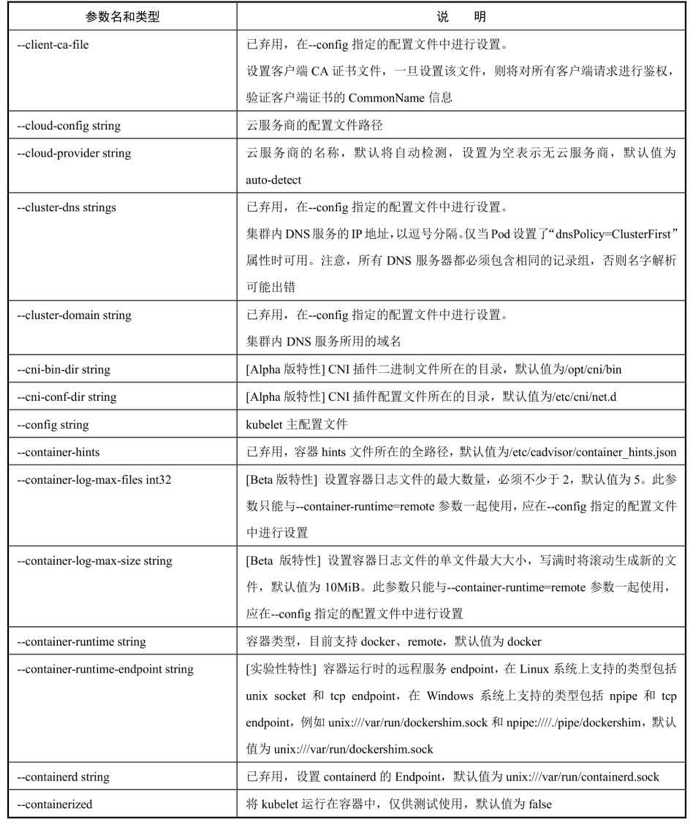 参数名和类型 说 明
--client-ca-file 已弃用，在--config 指定的配置文件中进行设置。
设置客户端 CA 证书文件，一旦设置该文件，则将对所有客户端请求进行鉴权，
验证客户端证书的 CommonName 信息
--cloud-config string 云服务商的配置文件路径
--cloud-provider string 云服务商的名称，默认将自动检测，设置为空表示无云服务商，默认值为
auto-detect
--cluster-dns strings 已弃用，在--config 指定的配置文件中进行设置。
集群内 DNS 服务的 IP 地址，以逗号分隔。仅当 Pod 设置了“dnsPolicy=ClusterFirst”
属性时可用。注意，所有 DNS 服务器都必须包含相同的记录组，否则名字解析
可能出错
--cluster-domain string 已弃用，在--config 指定的配置文件中进行设置。
集群内 DNS 服务所用的域名
--cni-bin-dir string [Alpha 版特性] CNI 插件二进制文件所在的目录，默认值为/opt/cni/bin
--cni-conf-dir string [Alpha 版特性] CNI 插件配置文件所在的目录，默认值为/etc/cni/net.d
--config string kubelet 主配置文件
--container-hints 已弃用，容器 hints 文件所在的全路径，默认值为/etc/cadvisor/container_hints.json
--container-log-max-files int32 [Beta 版特性] 设置容器日志文件的最大数量，必须不少于 2，默认值为 5。此参
数只能与--container-runtime=remote 参数一起使用，应在--config 指定的配置文件
中进行设置
--container-log-max-size string [Beta 版特性] 设置容器日志文件的单文件最大大小，写满时将滚动生成新的文
件，默认值为 10MiB。此参数只能与--container-runtime=remote 参数一起使用，
应在--config 指定的配置文件中进行设置
--container-runtime string 容器类型，目前支持 docker、remote，默认值为 docker
--container-runtime-endpoint string [实验性特性] 容器运行时的远程服务 endpoint，在 Linux 系统上支持的类型包括
unix socket 和 tcp endpoint，在 Windows 系统上支持的类型包括 npipe 和 tcp
endpoint，例如 unix:///var/run/dockershim.sock 和 npipe:////./pipe/dockershim，默认
值为 unix:///var/run/dockershim.sock
--containerd string 已弃用，设置 containerd 的 Endpoint，默认值为 unix:///var/run/containerd.sock
--containerized 将 kubelet 运行在容器中，仅供测试使用，默认值为 false